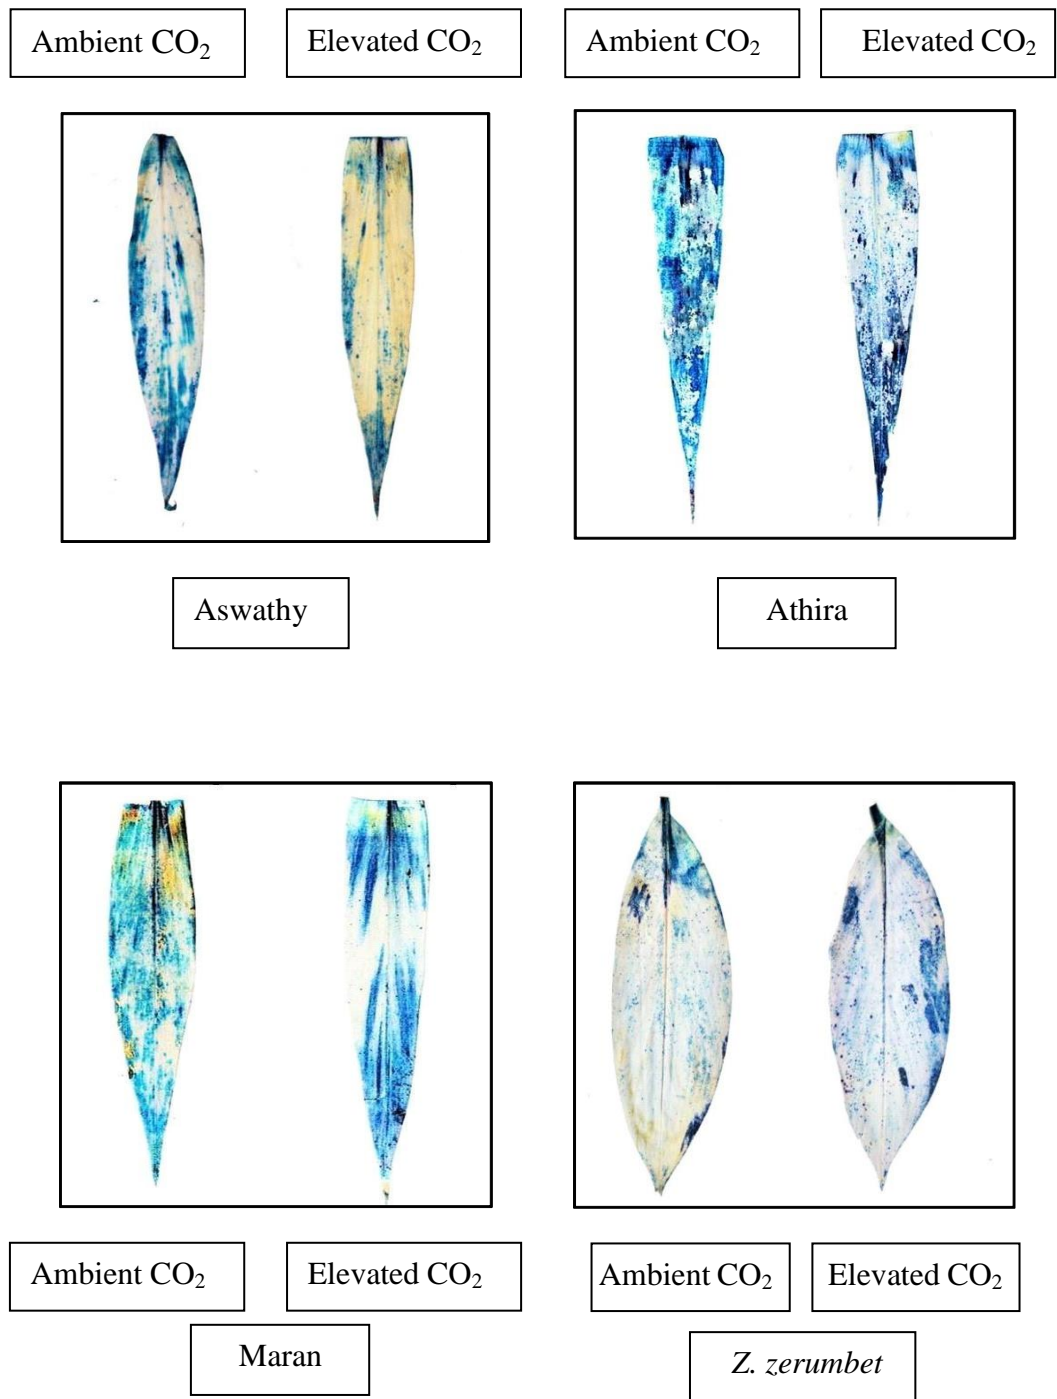 Ambient CO₂
Elevated CO₂
Ambient CO₂
Elevated CO₂
Aswathy
Athira
Ambient CO₂
Elevated CO₂
Ambient CO₂
Elevated CO₂
Maran
Z. zerumbet